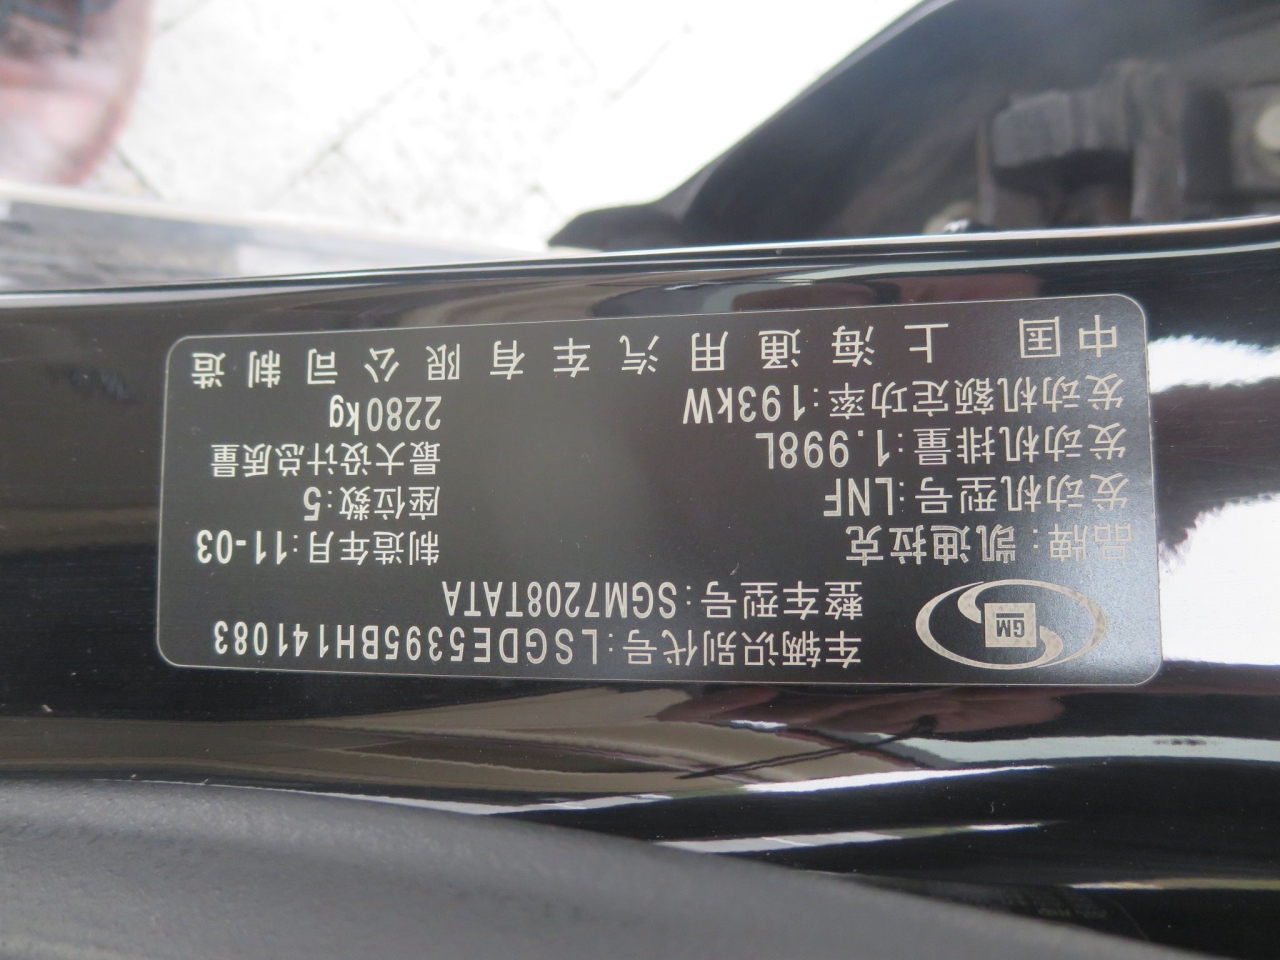 车辆识别代号:LSGDE5395BH141083
整车型号:SGM7208TATA
GM
品牌:凯迪拉克 制造年月:11-03
发动机型号:LNF 座位数:5
发动机排量:1.998L 最大设计总质量
发动机额定功率:193kW 2280kg
中国 上海通用汽车有限公司制造